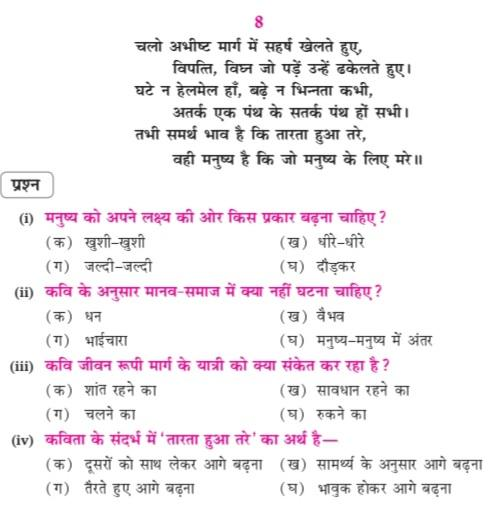 8
चलो अभीष्ट मार्ग में सहर्ष खेलते हुए,
विपत्ति, विघ्न जो पड़ें उन्हें ढकेलते हुए।
घटे न हेलमेल हाँ, बढ़े न भिन्नता कभी,
अतर्क एक पंथ के सतर्क पंथ हों सभी।
तभी समर्थ भाव है कि तारता हुआ तरे,
वही मनुष्य है कि जो मनुष्य के लिए मरे॥
प्रश्न
(i) मनुष्य को अपने लक्ष्य की ओर किस प्रकार बढ़ना चाहिए?
(क) खुशी-खुशी (ख) धीरे-धीरे
(ग) जल्दी-जल्दी (घ) दौड़कर
(ii) कवि के अनुसार मानव-समाज में क्या नहीं घटना चाहिए?
(क) धन (ख) वैभव
(ग) भाईचारा (घ) मनुष्य-मनुष्य में अंतर
(iii) कवि जीवन रूपी मार्ग के यात्री को क्या संकेत कर रहा है?
(क) शांत रहने का (ख) सावधान रहने का
(ग) चलने का (घ) रुकने का
(iv) कविता के संदर्भ में 'तारता हुआ तरे' का अर्थ है—
(क) दूसरों को साथ लेकर आगे बढ़ना (ख) सामर्थ्य के अनुसार आगे बढ़ना
(ग) तैरते हुए आगे बढ़ना (घ) भावुक होकर आगे बढ़ना